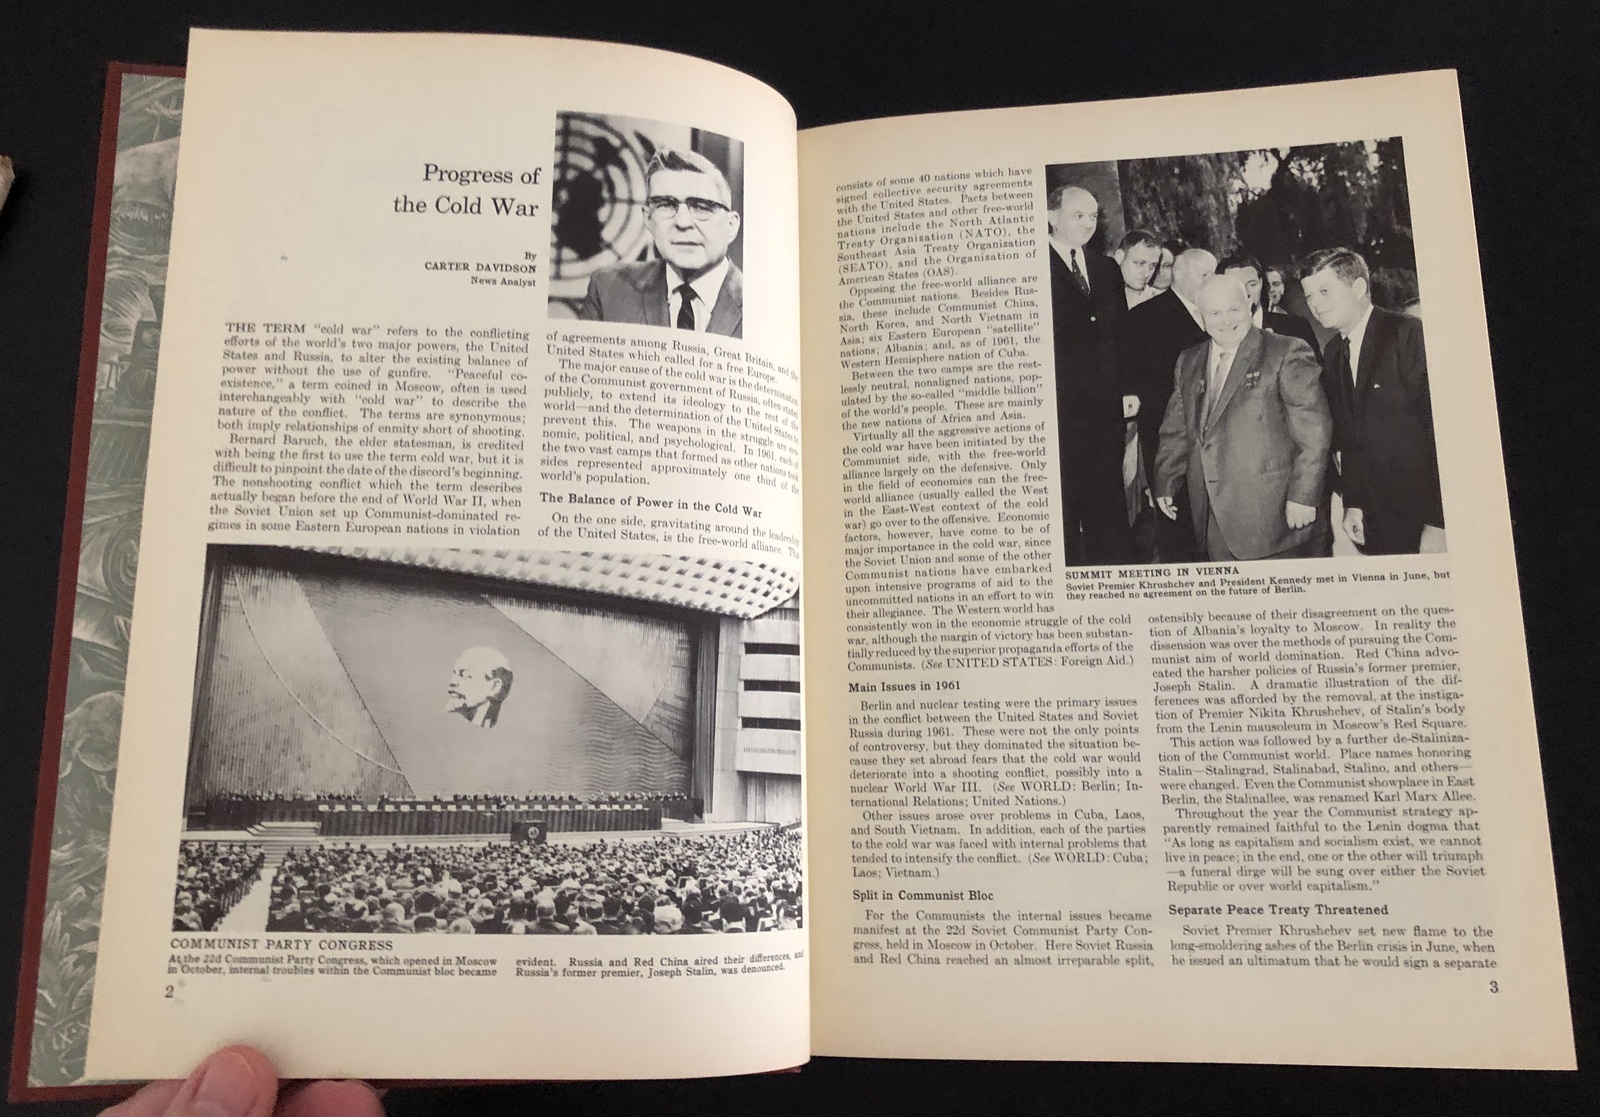 Progress of
the Cold War
By
CARTER DAVIDSON
News Analyst
THE TERM "cold war" refers to the conflicting
efforts of the world's two major powers, the United
States and Russia, to alter the existing balance of
power without the use of gunfire. "Peaceful co-
existence," a term coined in Moscow, often is used
interchangeably with "cold war" to describe the
nature of the conflict. The terms are synonymous;
both imply relationships of enmity short of shooting.
Bernard Baruch, the elder statesman, is credited
with being the first to use the term cold war, but it is
difficult to pinpoint the date of the discord's beginning.
The nonshooting conflict which the term describes
actually began before the end of World War II, when
the Soviet Union set up Communist-dominated re-
gimes in some Eastern European nations in violation
of agreements among Russia, Great Britain, and the
United States which called for a free Europe.
The major cause of the cold war is the determination
of the Communist government of Russia, often stated
publicly, to extend its ideology to the rest of the
world—and the determination of the United States to
prevent this. The weapons in the struggle are eco-
nomic, political, and psychological. In 1961, each of
the two vast camps that formed as other nations took
sides represented approximately one third of the
world's population.
The Balance of Power in the Cold War
On the one side, gravitating around the leadership
of the United States, is the free-world alliance. The
COMMUNIST PARTY CONGRESS
At the 22d Communist Party Congress, which opened in Moscow
in October, internal troubles within the Communist bloc became
evident. Russia and Red China aired their differences, and
Russia's former premier, Joseph Stalin, was denounced.
2
consists of some 40 nations which have
signed collective security agreements
with the United States. Pacts between
the United States and other free-world
nations include the North Atlantic
Treaty Organization (NATO), the
Southeast Asia Treaty Organization
(SEATO), and the Organization of
American States (OAS).
Opposing the free-world alliance are
the Communist nations. Besides Rus-
sia, these include Communist China,
North Korea, and North Vietnam in
Asia; six Eastern European "satellite"
nations; Albania; and, as of 1961, the
Western Hemisphere nation of Cuba.
Between the two camps are the rest-
lessly neutral, nonaligned nations, pop-
ulated by the so-called "middle billion"
of the world's people. These are mainly
the new nations of Africa and Asia.
Virtually all the aggressive actions of
the cold war have been initiated by the
Communist side, with the free-world
alliance largely on the defensive. Only
in the field of economics can the free-
world alliance (usually called the West
in the East-West context of the cold
war) go over to the offensive. Economic
factors, however, have come to be of
major importance in the cold war, since
the Soviet Union and some of the other
Communist nations have embarked
upon intensive programs of aid to the
uncommitted nations in an effort to win
their allegiance. The Western world has
consistently won in the economic struggle of the cold
war, although the margin of victory has been substan-
tially reduced by the superior propaganda efforts of the
Communists. (See UNITED STATES: Foreign Aid.)
Main Issues in 1961
Berlin and nuclear testing were the primary issues
in the conflict between the United States and Soviet
Russia during 1961. These were not the only points
of controversy, but they dominated the situation be-
cause they set abroad fears that the cold war would
deteriorate into a shooting conflict, possibly into a
nuclear World War III. (See WORLD: Berlin; In-
ternational Relations; United Nations.)
Other issues arose over problems in Cuba, Laos,
and South Vietnam. In addition, each of the parties
to the cold war was faced with internal problems that
tended to intensify the conflict. (See WORLD: Cuba;
Laos; Vietnam.)
Split in Communist Bloc
For the Communists the internal issues became
manifest at the 22d Soviet Communist Party Con-
gress, held in Moscow in October. Here Soviet Russia
and Red China reached an almost irreparable split,
SUMMIT MEETING IN VIENNA
Soviet Premier Khrushchev and President Kennedy met in Vienna in June, but
they reached no agreement on the future of Berlin.
ostensibly because of their disagreement on the ques-
tion of Albania's loyalty to Moscow. In reality the
dissension was over the methods of pursuing the Com-
munist aim of world domination. Red China advo-
cated the harsher policies of Russia's former premier,
Joseph Stalin. A dramatic illustration of the dif-
ferences was afforded by the removal, at the instiga-
tion of Premier Nikita Khrushchev, of Stalin's body
from the Lenin mausoleum in Moscow's Red Square.
This action was followed by a further de-Staliniza-
tion of the Communist world. Place names honoring
Stalin—Stalingrad, Stalinabad, Stalino, and others—
were changed. Even the Communist showplace in East
Berlin, the Stalinallee, was renamed Karl Marx Allee.
Throughout the year the Communist strategy ap-
parently remained faithful to the Lenin dogma that
"As long as capitalism and socialism exist, we cannot
live in peace; in the end, one or the other will triumph
—a funeral dirge will be sung over either the Soviet
Republic or over world capitalism."
Separate Peace Treaty Threatened
Soviet Premier Khrushchev set new flame to the
long-smoldering ashes of the Berlin crisis in June, when
he issued an ultimatum that he would sign a separate
3